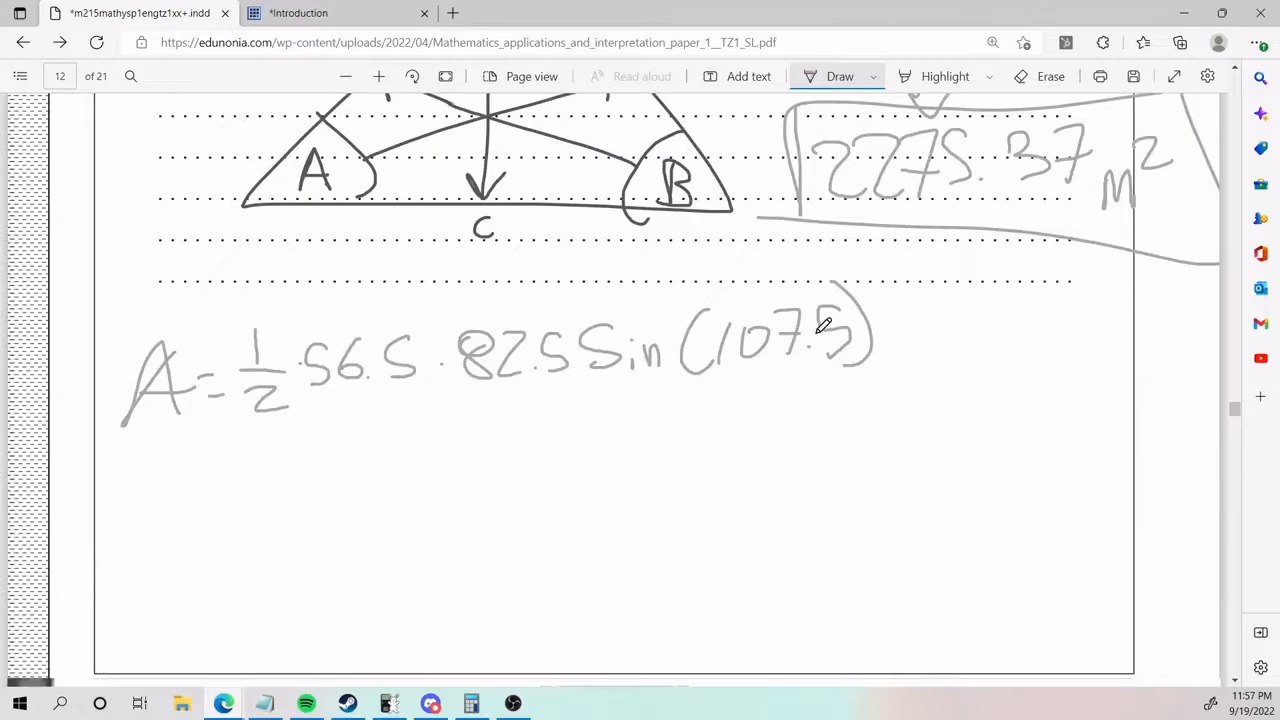 *m215mathysp1engtz1xx+.indd
*Introduction
https://edunonia.com/wp-content/uploads/2022/04/Mathematics_applications_and_interpretation_paper_1__TZ1_SL.pdf
12 of 21
Page view
Read aloud
Add text
Draw
Highlight
Erase
A
B
C
2275.37 m²
A = 1/2 · 56.5 · 82.5 Sin (107.5)
11:57 PM
9/19/2022